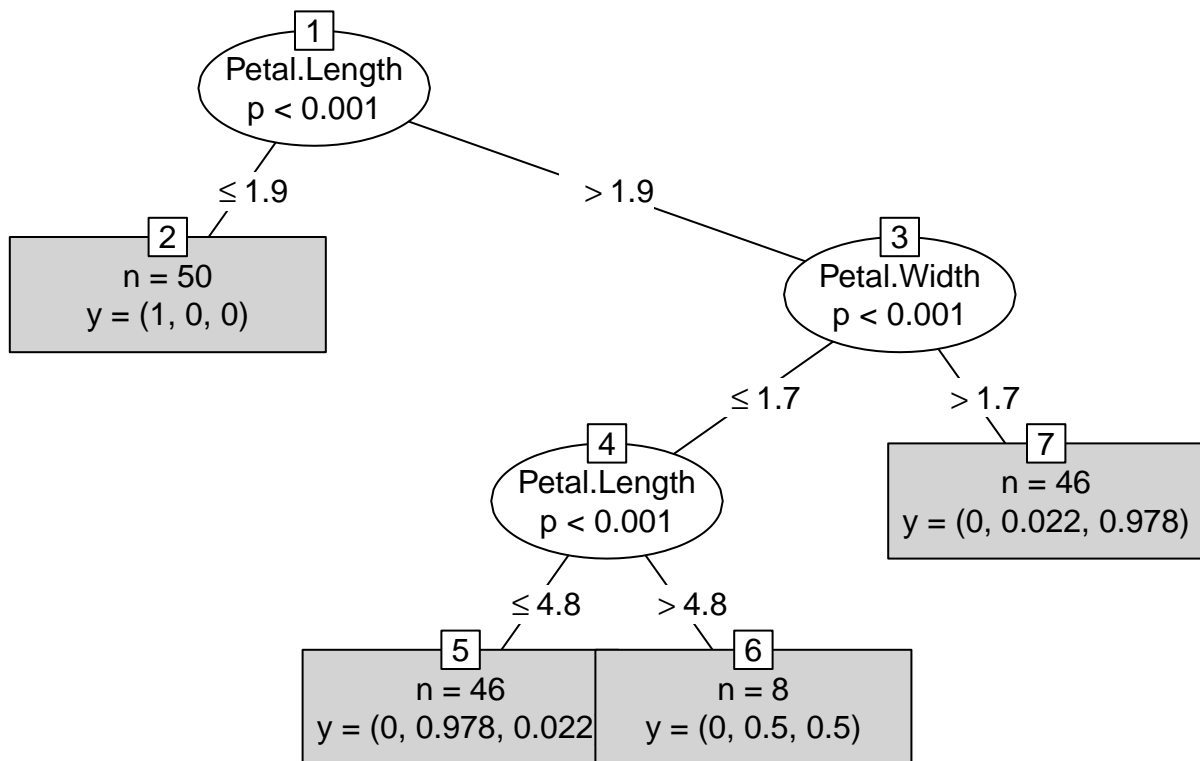 1
Petal.Length
p < 0.001
≤ 1.9
> 1.9
2
n = 50
y = (1, 0, 0)
3
Petal.Width
p < 0.001
≤ 1.7
> 1.7
4
Petal.Length
p < 0.001
7
n = 46
y = (0, 0.022, 0.978)
≤ 4.8
> 4.8
5
n = 46
y = (0, 0.978, 0.022
6
n = 8
y = (0, 0.5, 0.5)